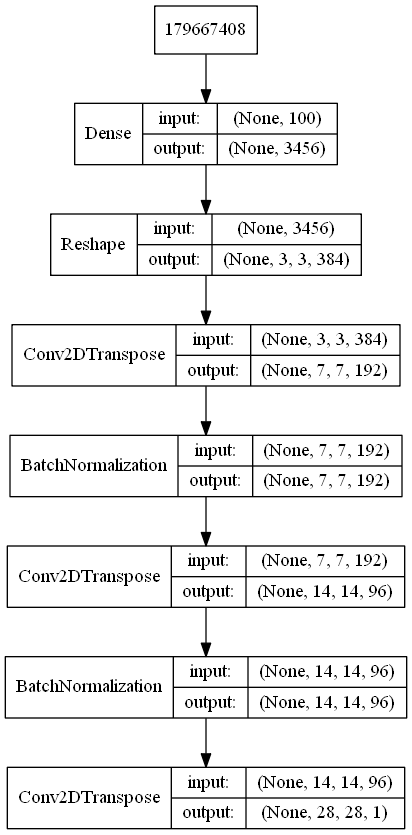 179667408
Dense
input: (None, 100)
output: (None, 3456)
Reshape
input: (None, 3456)
output: (None, 3, 3, 384)
Conv2DTranspose
input: (None, 3, 3, 384)
output: (None, 7, 7, 192)
BatchNormalization
input: (None, 7, 7, 192)
output: (None, 7, 7, 192)
Conv2DTranspose
input: (None, 7, 7, 192)
output: (None, 14, 14, 96)
BatchNormalization
input: (None, 14, 14, 96)
output: (None, 14, 14, 96)
Conv2DTranspose
input: (None, 14, 14, 96)
output: (None, 28, 28, 1)